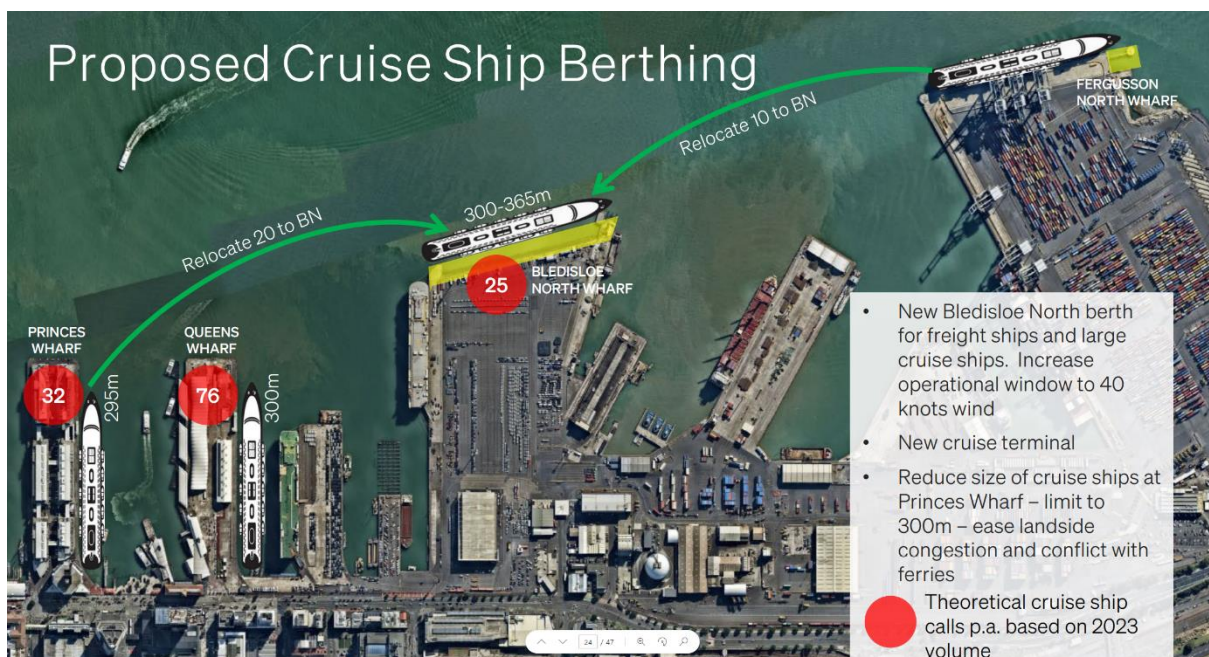 Proposed Cruise Ship Berthing
FERGUSSON
NORTH WHARF
Relocate 10 to BN
300-365m
Relocate 20 to BN
25
BLEDISLOE
NORTH WHARF
PRINCES
WHARF
QUEENS
WHARF
32
295m
76
300m
• New Bledisloe North berth
for freight ships and large
cruise ships. Increase
operational window to 40
knots wind
• New cruise terminal
• Reduce size of cruise ships at
Princes Wharf – limit to
300m – ease landside
congestion and conflict with
ferries
Theoretical cruise ship
calls p.a. based on 2023
volume
24 / 47